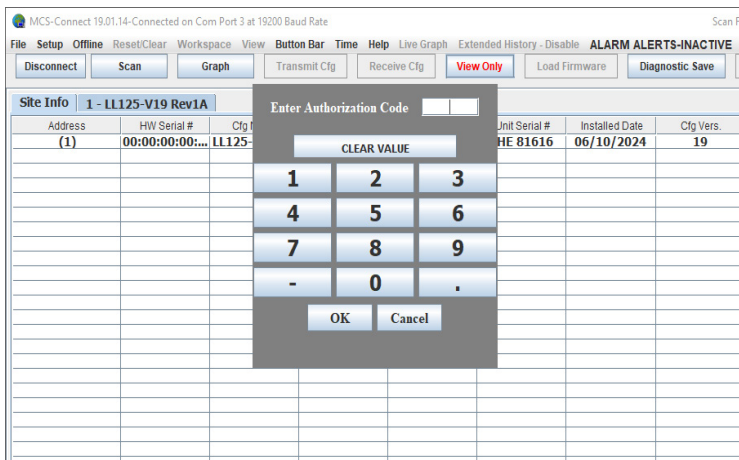 MCS-Connect 19.01.14-Connected on Com Port 3 at 19200 Baud Rate Scan
File Setup Offline Reset/Clear Workspace View Button Bar Time Help Live Graph Extended History - Disable ALARM ALERTS-INACTIVE
Disconnect Scan Graph Transmit Cfg Receive Cfg View Only Load Firmware Diagnostic Save
Site Info 1 - LL125-V19 Rev1A
Enter Authorization Code
Address HW Serial # Unit Serial # Installed Date Cfg Vers.
(1) 00:00:00:00:... LL125- HE 81616 06/10/2024 19
CLEAR VALUE
1 2 3
4 5 6
7 8 9
- 0 .
OK Cancel